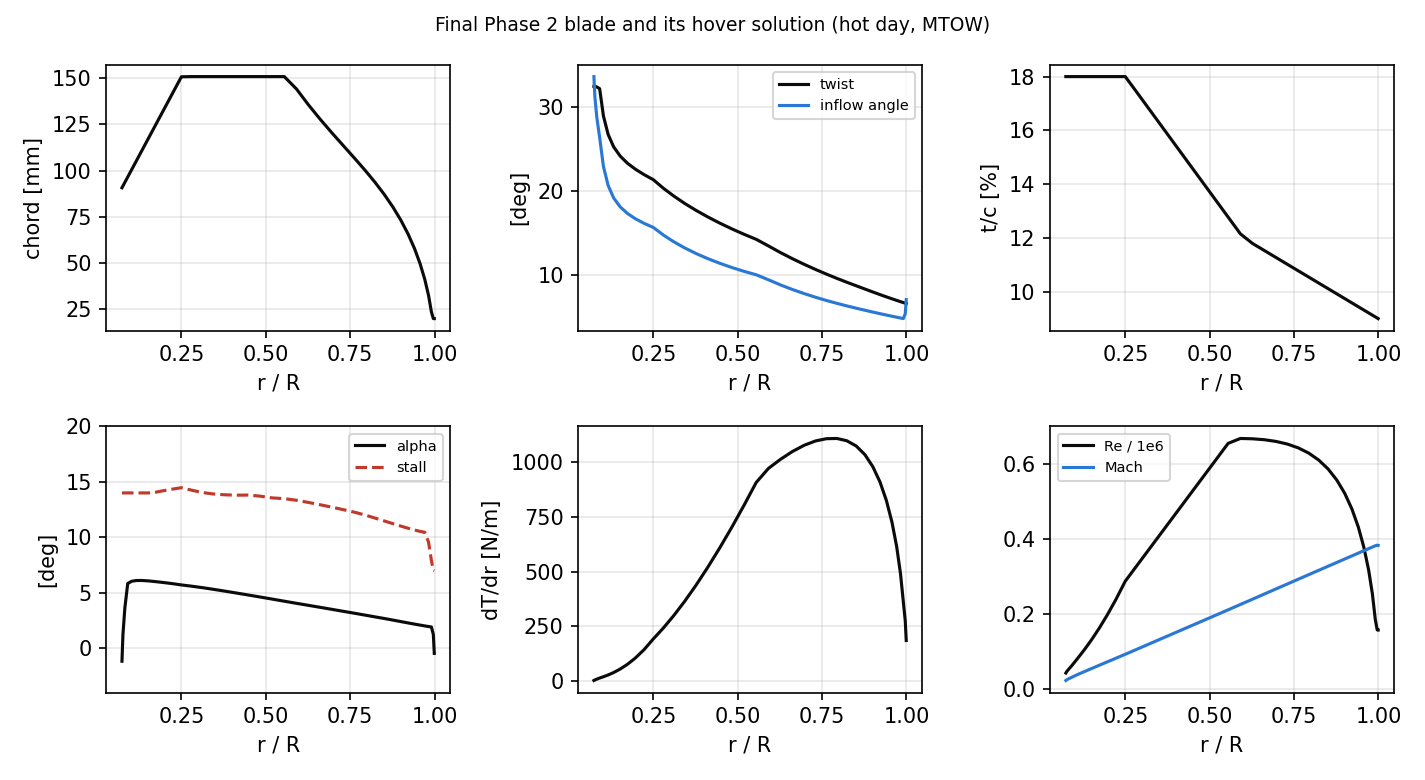 Final Phase 2 blade and its hover solution (hot day, MTOW)
chord [mm]
150
125
100
75
50
25
0.25 0.50 0.75 1.00
r / R
[deg]
30
20
10
twist
inflow angle
0.25 0.50 0.75 1.00
r / R
t/c [%]
18
16
14
12
10
0.25 0.50 0.75 1.00
r / R
[deg]
20
15
10
5
0
alpha
stall
0.25 0.50 0.75 1.00
r / R
dT/dr [N/m]
1000
750
500
250
0
0.25 0.50 0.75 1.00
r / R
0.6
0.4
0.2
0.0
Re / 1e6
Mach
0.25 0.50 0.75 1.00
r / R